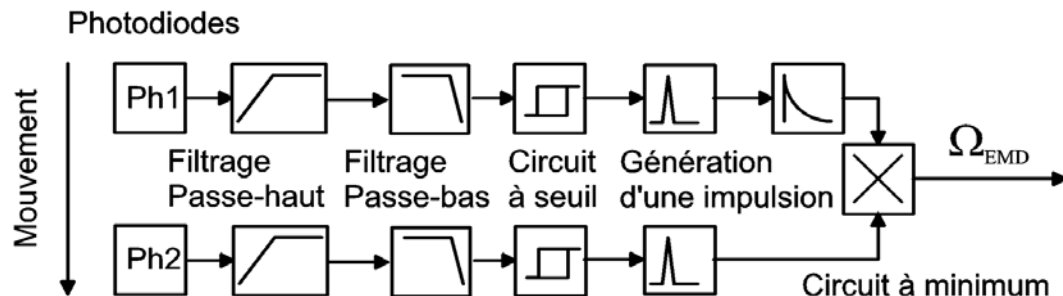 Photodiodes
Mouvement
Ph1
Filtrage
Passe-haut
Filtrage
Passe-bas
Circuit
à seuil
Génération
d'une impulsion
Ω_EMD
Ph2
Circuit à minimum